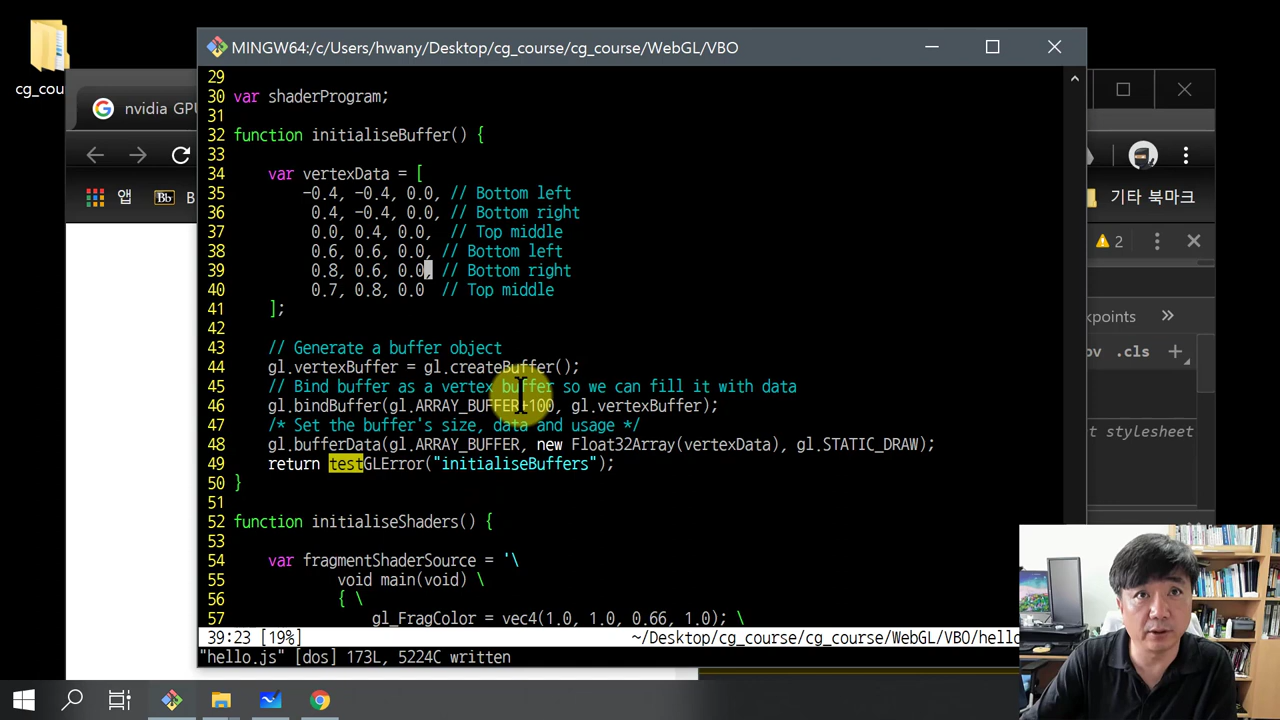 MINGW64:/c/Users/hwany/Desktop/cg_course/cg_course/WebGL/VBO
cg_cou
nvidia GPU
앱
Bb B
기타 북마크
2
kpoints »
ov .cls +
t stylesheet
29
30 var shaderProgram;
31
32 function initialiseBuffer() {
33
34 var vertexData = [
35 -0.4, -0.4, 0.0, // Bottom left
36 0.4, -0.4, 0.0, // Bottom right
37 0.0, 0.4, 0.0, // Top middle
38 0.6, 0.6, 0.0, // Bottom left
39 0.8, 0.6, 0.0, // Bottom right
40 0.7, 0.8, 0.0 // Top middle
41 ];
42
43 // Generate a buffer object
44 gl.vertexBuffer = gl.createBuffer();
45 // Bind buffer as a vertex buffer so we can fill it with data
46 gl.bindBuffer(gl.ARRAY_BUFFER+100, gl.vertexBuffer);
47 /* Set the buffer's size, data and usage */
48 gl.bufferData(gl.ARRAY_BUFFER, new Float32Array(vertexData), gl.STATIC_DRAW);
49 return testGLError("initialiseBuffers");
50 }
51
52 function initialiseShaders() {
53
54 var fragmentShaderSource = '\
55 void main(void) \
56 { \
57 gl_FragColor = vec4(1.0, 1.0, 0.66, 1.0); \
39:23 [19%] ~/Desktop/cg_course/cg_course/WebGL/VBO/hello
"hello.js" [dos] 173L, 5224C written